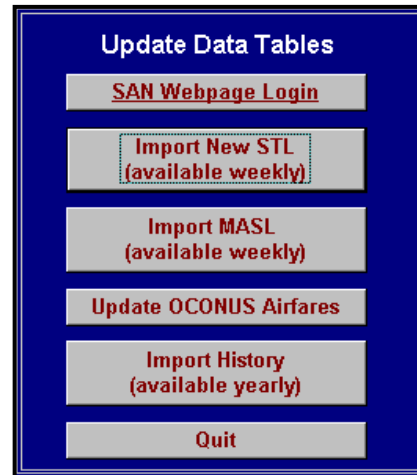 Update Data Tables
SAN Webpage Login
Import New STL
(available weekly)
Import MASL
(available weekly)
Update OCONUS Airfares
Import History
(available yearly)
Quit